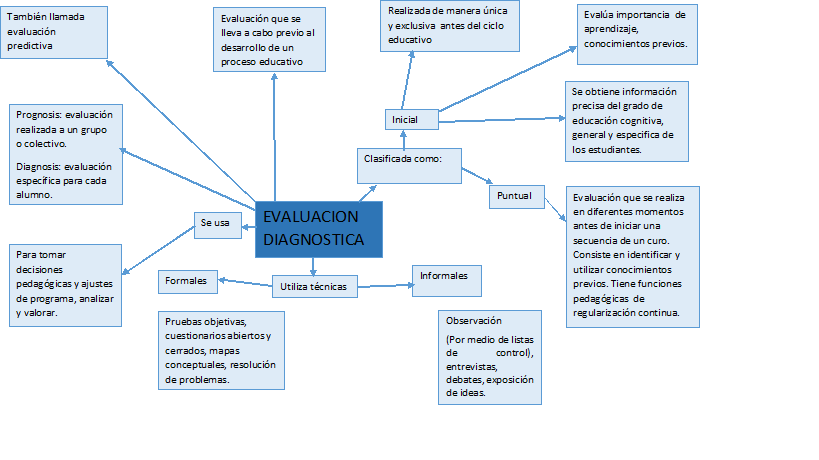 También llamada
evaluación
predictiva
Evaluación que se
lleva a cabo previo al
desarrollo de un
proceso educativo
Realizada de manera única
y exclusiva antes del ciclo
educativo
Evalúa importancia de
aprendizaje,
conocimientos previos.
Prognosis: evaluación
realizada a un grupo
o colectivo.
Diagnosis: evaluación
especifica para cada
alumno.
Inicial
Se obtiene información
precisa del grado de
educación cognitiva,
general y especifica de
los estudiantes.
Clasificada como:
Puntual
Evaluación que se realiza
en diferentes momentos
antes de iniciar una
secuencia de un curo.
Consiste en identificar y
utilizar conocimientos
previos. Tiene funciones
pedagógicas de
regularización continua.
EVALUACION
DIAGNOSTICA
Se usa
Para tomar
decisiones
pedagógicas y ajustes
de programa, analizar
y valorar.
Formales
Utiliza técnicas
Informales
Pruebas objetivas,
cuestionarios abiertos y
cerrados, mapas
conceptuales, resolución
de problemas.
Observación
(Por medio de listas
de control),
entrevistas,
debates, exposición
de ideas.